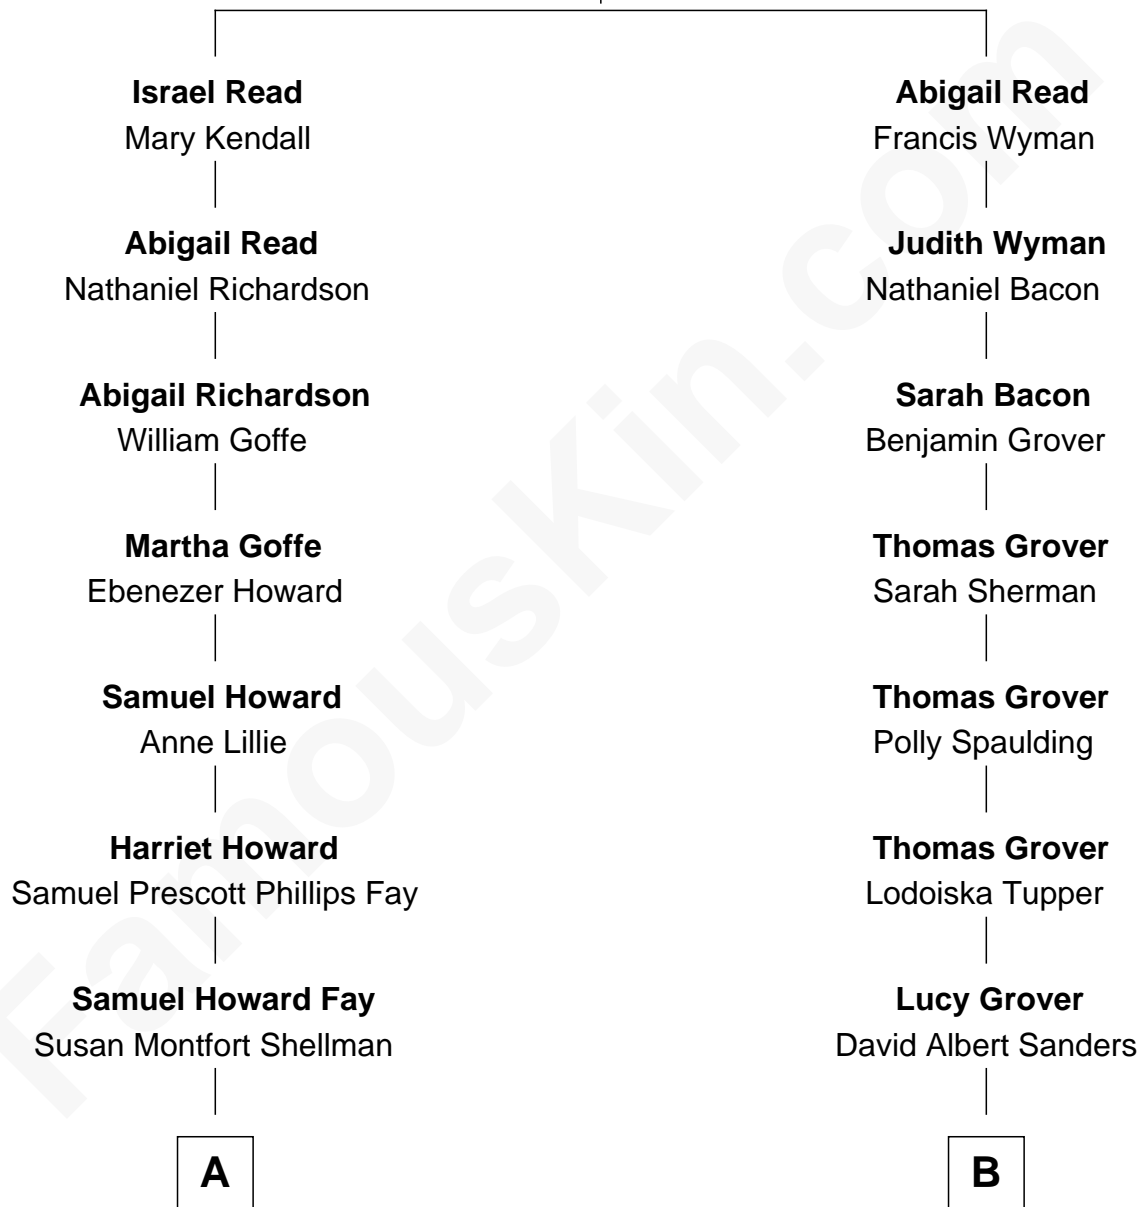 Israel Read
Mary Kendall
Abigail Read
Nathaniel Richardson
Abigail Richardson
William Goffe
Martha Goffe
Ebenezer Howard
Samuel Howard
Anne Lillie
Harriet Howard
Samuel Prescott Phillips Fay
Samuel Howard Fay
Susan Montfort Shellman
A
Abigail Read
Francis Wyman
Judith Wyman
Nathaniel Bacon
Sarah Bacon
Benjamin Grover
Thomas Grover
Sarah Sherman
Thomas Grover
Polly Spaulding
Thomas Grover
Lodoiska Tupper
Lucy Grover
David Albert Sanders
B
FamousKin.com